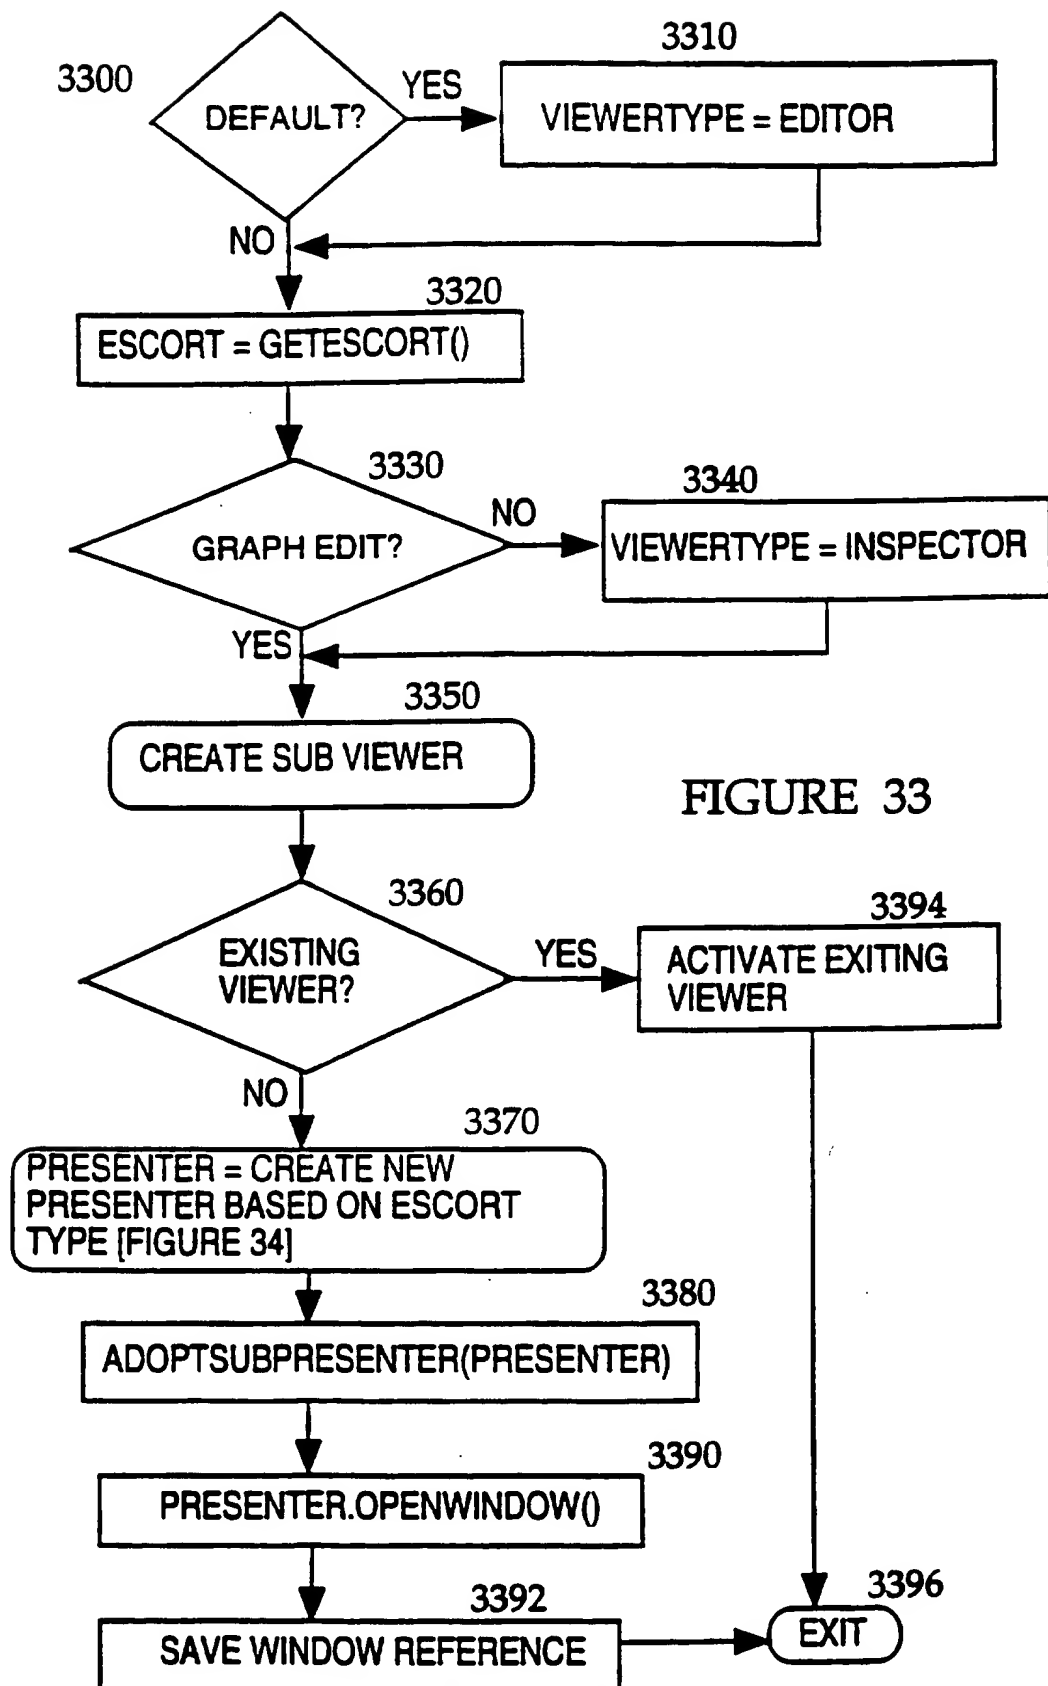 3300
DEFAULT?
YES
3310
VIEWERTYPE = EDITOR
NO
3320
ESCORT = GETESCORT()
3330
GRAPH EDIT?
NO
3340
VIEWERTYPE = INSPECTOR
YES
3350
CREATE SUB VIEWER
FIGURE 33
3360
EXISTING
VIEWER?
YES
3394
ACTIVATE EXITING
VIEWER
NO
3370
PRESENTER = CREATE NEW
PRESENTER BASED ON ESCORT
TYPE [FIGURE 34]
3380
ADOPTSUBPRESENTER(PRESENTER)
3390
PRESENTER.OPENWINDOW()
3392
SAVE WINDOW REFERENCE
3396
EXIT